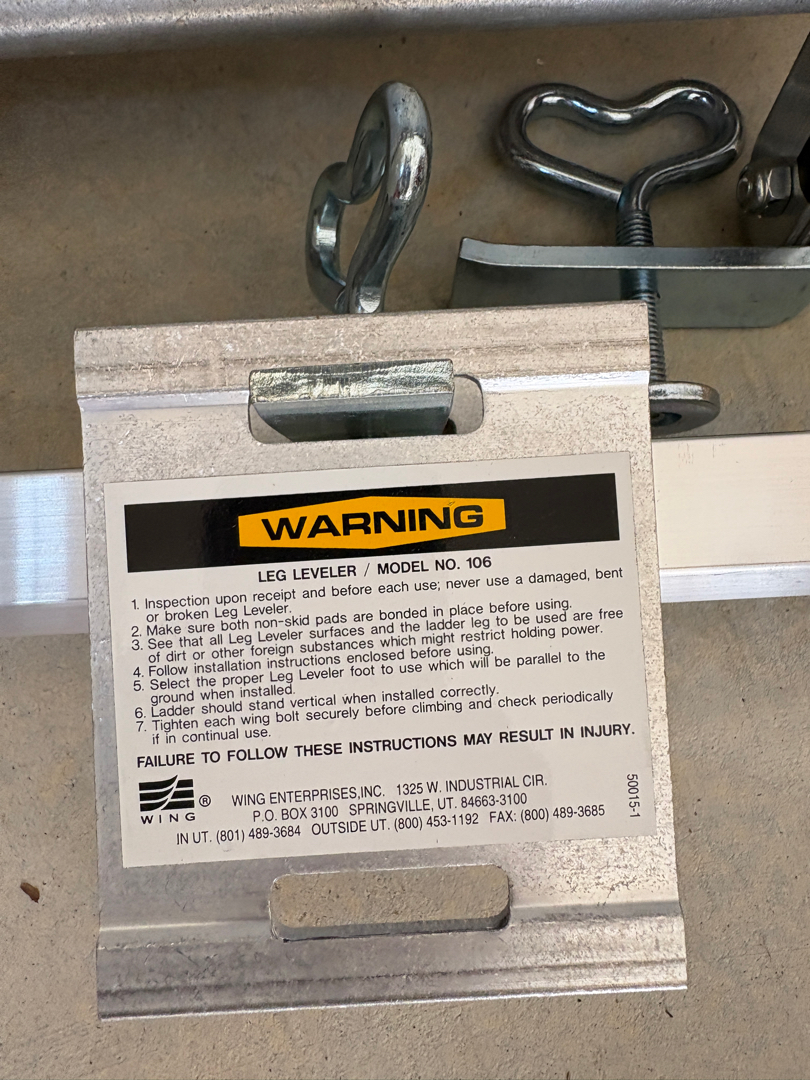 WARNING
LEG LEVELER / MODEL NO. 106
1. Inspection upon receipt and before each use; never use a damaged, bent
or broken Leg Leveler.
2. Make sure both non-skid pads are bonded in place before using.
3. See that all Leg Leveler surfaces and the ladder leg to be used are free
of dirt or other foreign substances which might restrict holding power.
4. Follow installation instructions enclosed before using.
5. Select the proper Leg Leveler foot to use which will be parallel to the
ground when installed.
6. Ladder should stand vertical when installed correctly.
7. Tighten each wing bolt securely before climbing and check periodically
if in continual use.
FAILURE TO FOLLOW THESE INSTRUCTIONS MAY RESULT IN INJURY.
WING ®
WING ENTERPRISES,INC. 1325 W. INDUSTRIAL CIR.
P.O. BOX 3100 SPRINGVILLE, UT. 84663-3100
IN UT. (801) 489-3684 OUTSIDE UT. (800) 453-1192 FAX: (800) 489-3685
50015-1